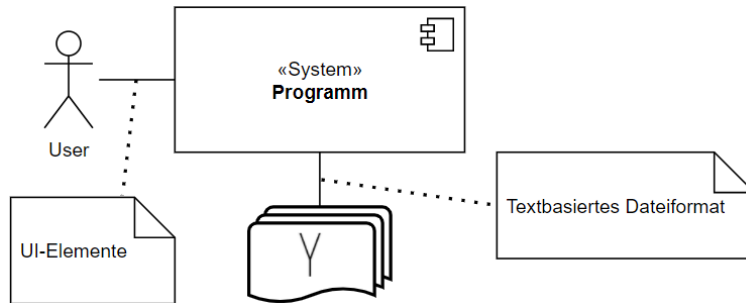 «System»
Programm
User
UI-Elemente
Textbasiertes Dateiformat
Y